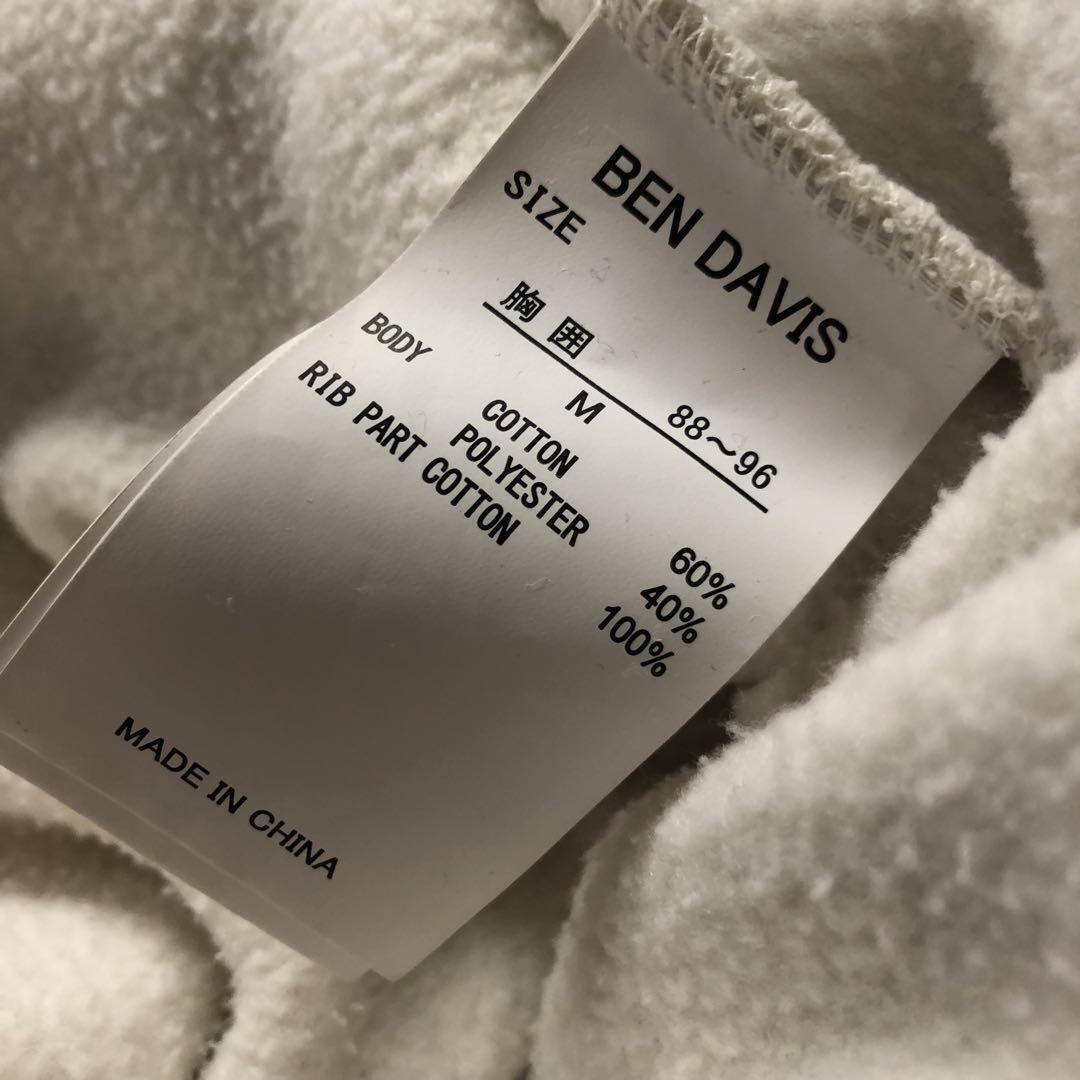 BEN DAVIS
SIZE
胸囲 88～96
M
BODY COTTON 60%
POLYESTER 40%
RIB PART COTTON 100%
MADE IN CHINA